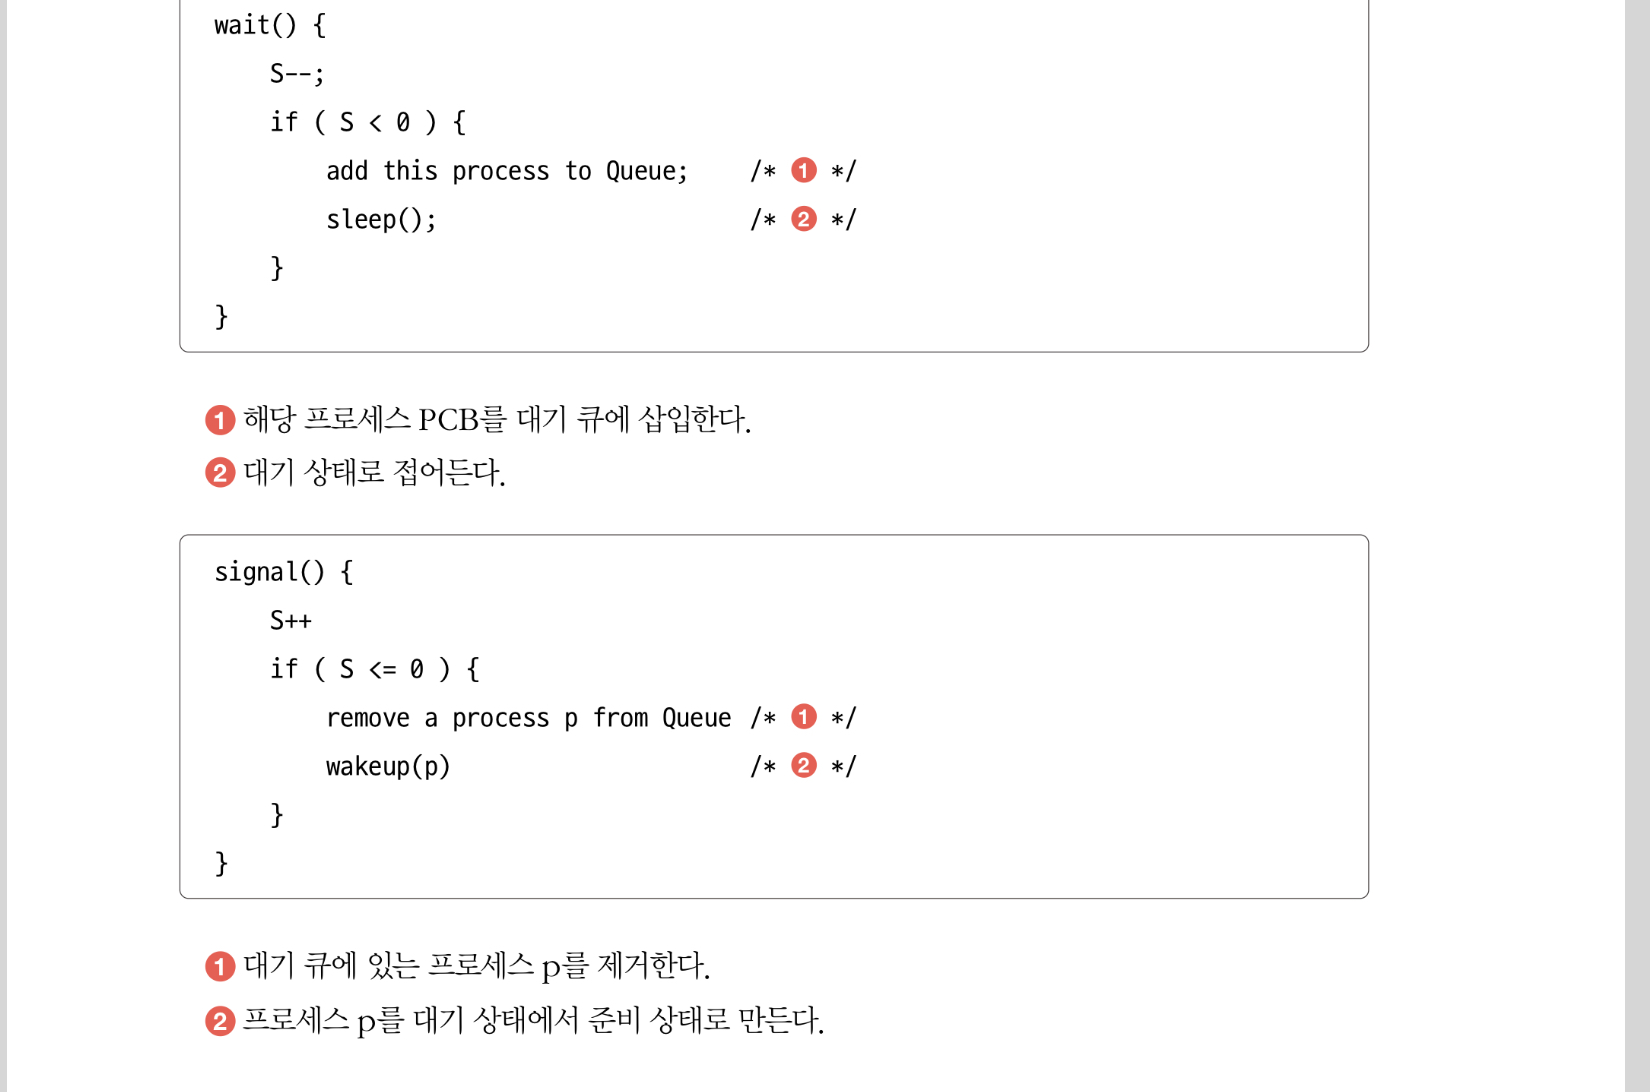 wait() {
S--;
if ( S < 0 ) {
add this process to Queue; /* ❶ */
sleep(); /* ❷ */
}
}
❶ 해당 프로세스 PCB를 대기 큐에 삽입한다.
❷ 대기 상태로 접어든다.
signal() {
S++
if ( S <= 0 ) {
remove a process p from Queue /* ❶ */
wakeup(p) /* ❷ */
}
}
❶ 대기 큐에 있는 프로세스 p를 제거한다.
❷ 프로세스 p를 대기 상태에서 준비 상태로 만든다.